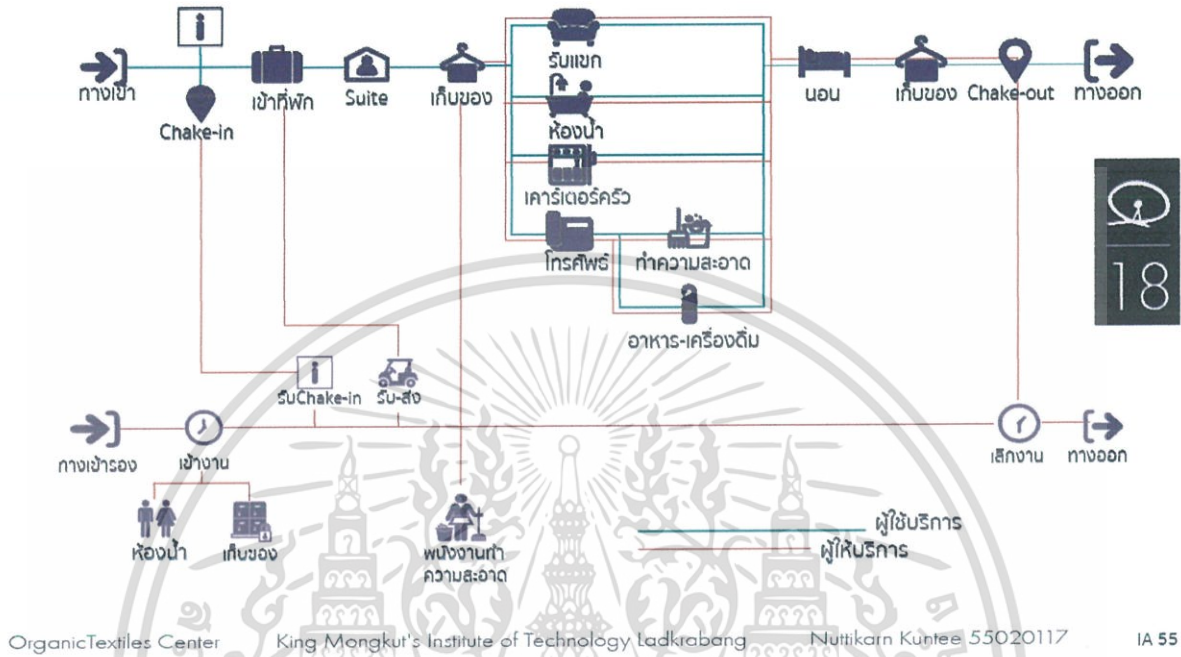 i
ทางเข้า
Chake-in
เข้าที่พัก
Suite
เก็บของ
รับแขก
ห้องน้ำ
เคาร์เตอร์ครัว
โทรศัพธ์
ทำความสะอาด
อาหาร-เครื่องดื่ม
นอน
เก็บของ
Chake-out
ทางออก
18
i
รับChake-in
รับ-ส่ง
ทางเข้ารอง
เข้างาน
เลิกงาน
ทางออก
ห้องน้ำ
เก็บของ
พนังงานทำ
ความสะอาด
ผู้ใช้บริการ
ผู้ให้บริการ
OrganicTextiles Center King Mongkut's Institute of Technology Ladkrabang Nuttikarn Kuntee 55020117 IA 55